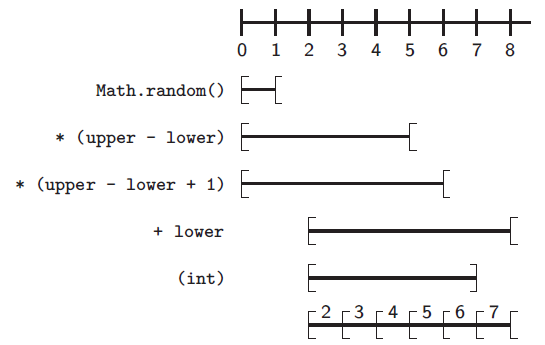 0 1 2 3 4 5 6 7 8
Math.random()
* (upper - lower)
* (upper - lower + 1)
+ lower
(int)
2 3 4 5 6 7